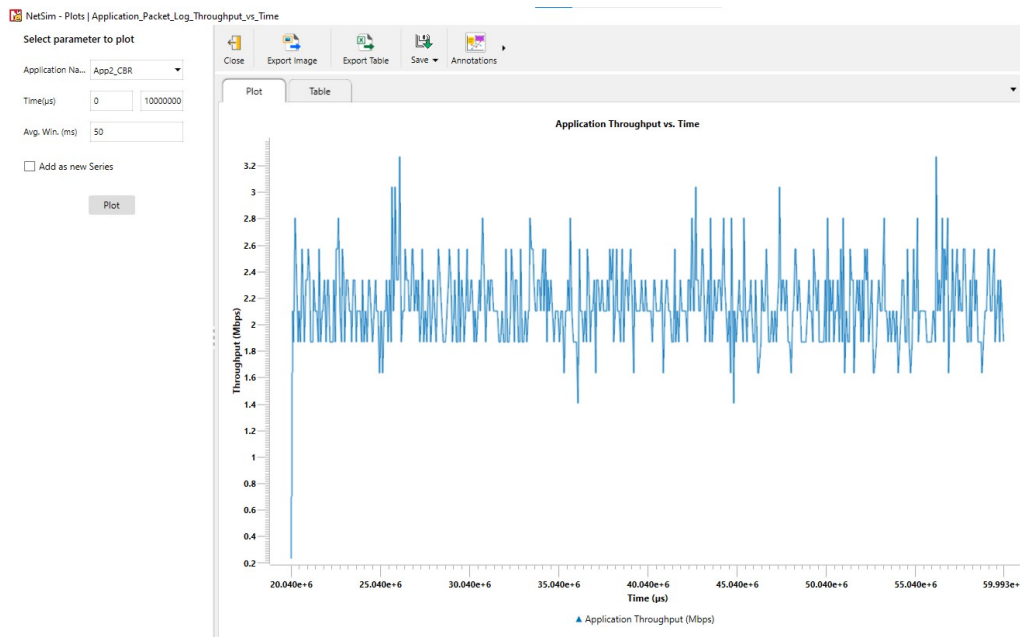 NetSim - Plots | Application_Packet_Log_Throughput_vs_Time
Select parameter to plot
Application Na... App2_CBR
Time(µs) 0 10000000
Avg. Win. (ms) 50
Add as new Series
Plot
Close Export Image Export Table Save Annotations
Plot Table
Application Throughput vs. Time
Throughput (Mbps)
3.2
3
2.8
2.6
2.4
2.2
2
1.8
1.6
1.4
1.2
1
0.8
0.6
0.4
0.2
20.040e+6 25.040e+6 30.040e+6 35.040e+6 40.040e+6 45.040e+6 50.040e+6 55.040e+6 59.993e+
Time (µs)
Application Throughput (Mbps)